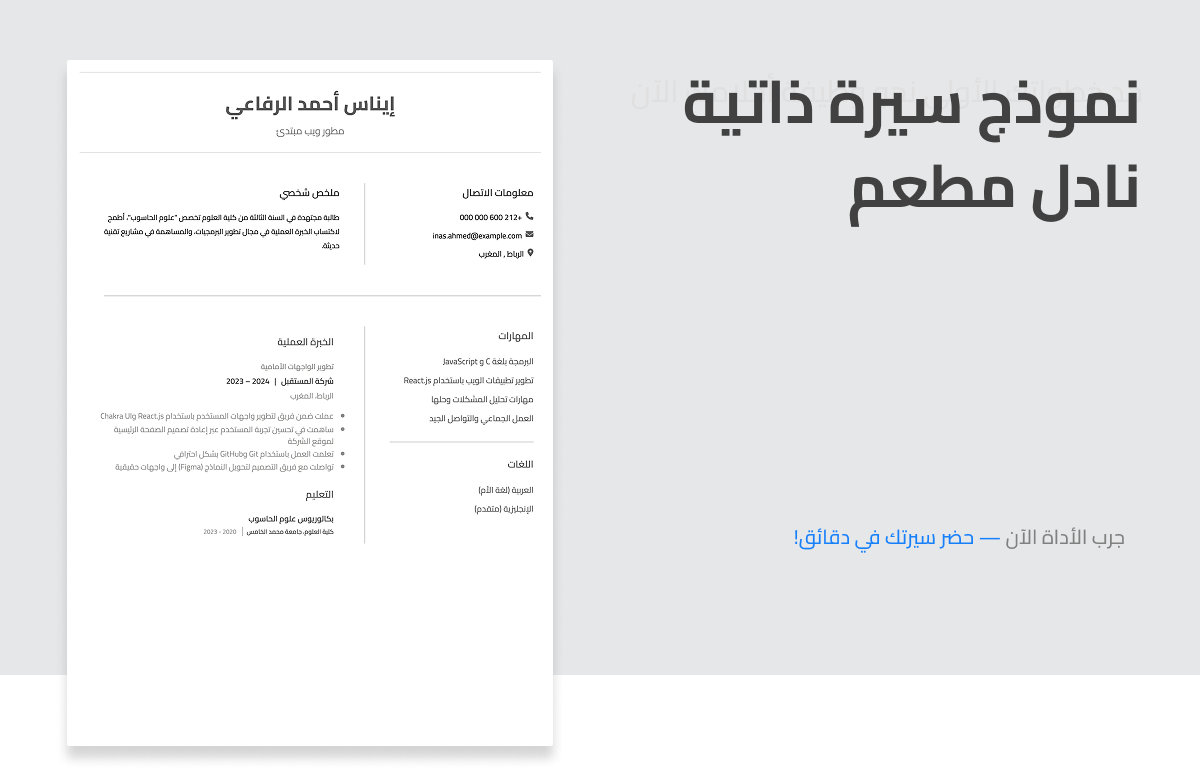 نموذج سيرة ذاتية
نادل مطعم
جرب الأداة الآن — حضر سيرتك في دقائق!
إيناس أحمد الرفاعي
مطور ويب مبتدئ
معلومات الاتصال
+212 600 000 000
inas.ahmed@example.com
الرباط , المغرب
ملخص شخصي
طالبة مجتهدة في السنة الثالثة من كلية العلوم تخصص "علوم الحاسوب". أطمح
لاكتساب الخبرة العملية في مجال تطوير البرمجيات، والمساهمة في مشاريع تقنية
حديثة.
المهارات
البرمجة بلغة C و JavaScript
تطوير تطبيقات الويب باستخدام React.js
مهارات تحليل المشكلات وحلها
العمل الجماعي والتواصل الجيد
اللغات
العربية (لغة الأم)
الإنجليزية (متقدم)
الخبرة العملية
تطوير الواجهات الأمامية
شركة المستقبل | 2024 – 2023
الرباط، المغرب
عملت ضمن فريق لتطوير واجهات المستخدم باستخدام React.js وChakra UI
ساهمت في تحسين تجربة المستخدم عبر إعادة تصميم الصفحة الرئيسية
لموقع الشركة
تعلمت العمل باستخدام Git وGitHub بشكل احترافي
تواصلت مع فريق التصميم لتحويل النماذج (Figma) إلى واجهات حقيقية
التعليم
بكالوريوس علوم الحاسوب
كلية العلوم، جامعة محمد الخامس | 2020 - 2023